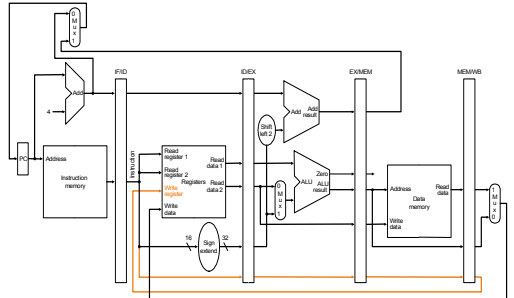 0
M
u
x
1
IF/ID
ID/EX
EX/MEM
MEM/WB
Add
4
Add
Add
result
Shift
left 2
PC
Address
Instruction
memory
Instruction
Read
register 1
Read
register 2
Registers
Write
register
Write
data
Read
data 1
Read
data 2
0
M
u
x
1
Zero
ALU
ALU
result
Address
Read
data
Data
memory
Write
data
1
M
u
x
0
16
Sign
extend
32